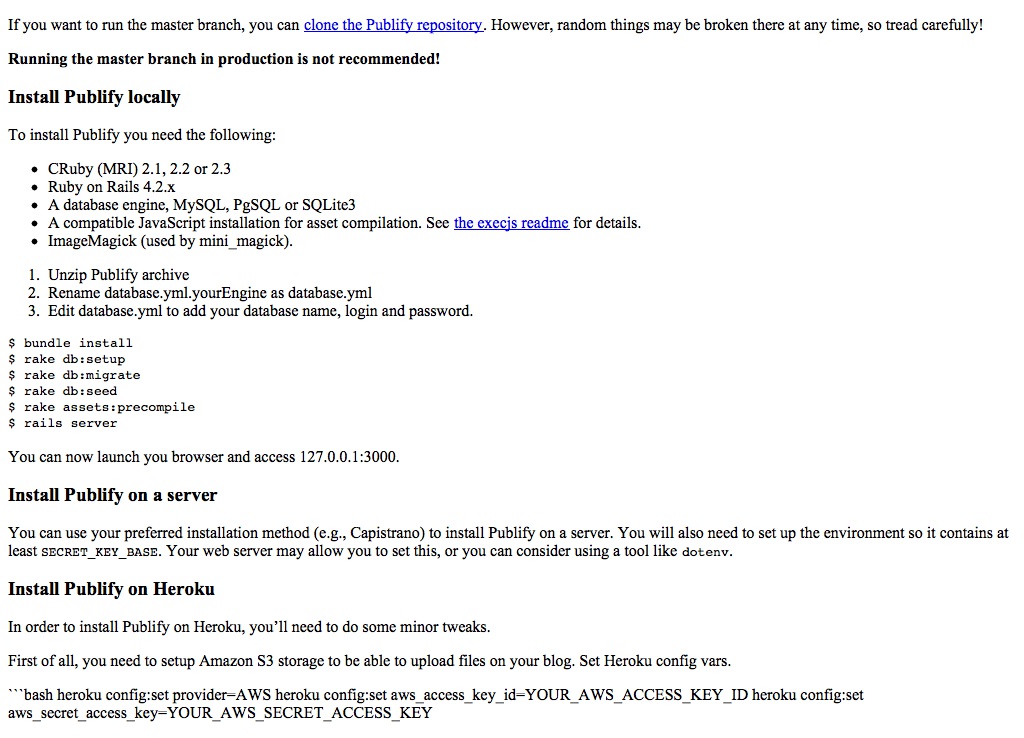 If you want to run the master branch, you can clone the Publify repository. However, random things may be broken there at any time, so tread carefully!
Running the master branch in production is not recommended!
Install Publify locally
To install Publify you need the following:
• CRuby (MRI) 2.1, 2.2 or 2.3
• Ruby on Rails 4.2.x
• A database engine, MySQL, PgSQL or SQLite3
• A compatible JavaScript installation for asset compilation. See the execjs readme for details.
• ImageMagick (used by mini_magick).
1. Unzip Publify archive
2. Rename database.yml.yourEngine as database.yml
3. Edit database.yml to add your database name, login and password.
$ bundle install
$ rake db:setup
$ rake db:migrate
$ rake db:seed
$ rake assets:precompile
$ rails server
You can now launch you browser and access 127.0.0.1:3000.
Install Publify on a server
You can use your preferred installation method (e.g., Capistrano) to install Publify on a server. You will also need to set up the environment so it contains at
least SECRET_KEY_BASE. Your web server may allow you to set this, or you can consider using a tool like dotenv.
Install Publify on Heroku
In order to install Publify on Heroku, you’ll need to do some minor tweaks.
First of all, you need to setup Amazon S3 storage to be able to upload files on your blog. Set Heroku config vars.
```bash heroku config:set provider=AWS heroku config:set aws_access_key_id=YOUR_AWS_ACCESS_KEY_ID heroku config:set
aws_secret_access_key=YOUR_AWS_SECRET_ACCESS_KEY